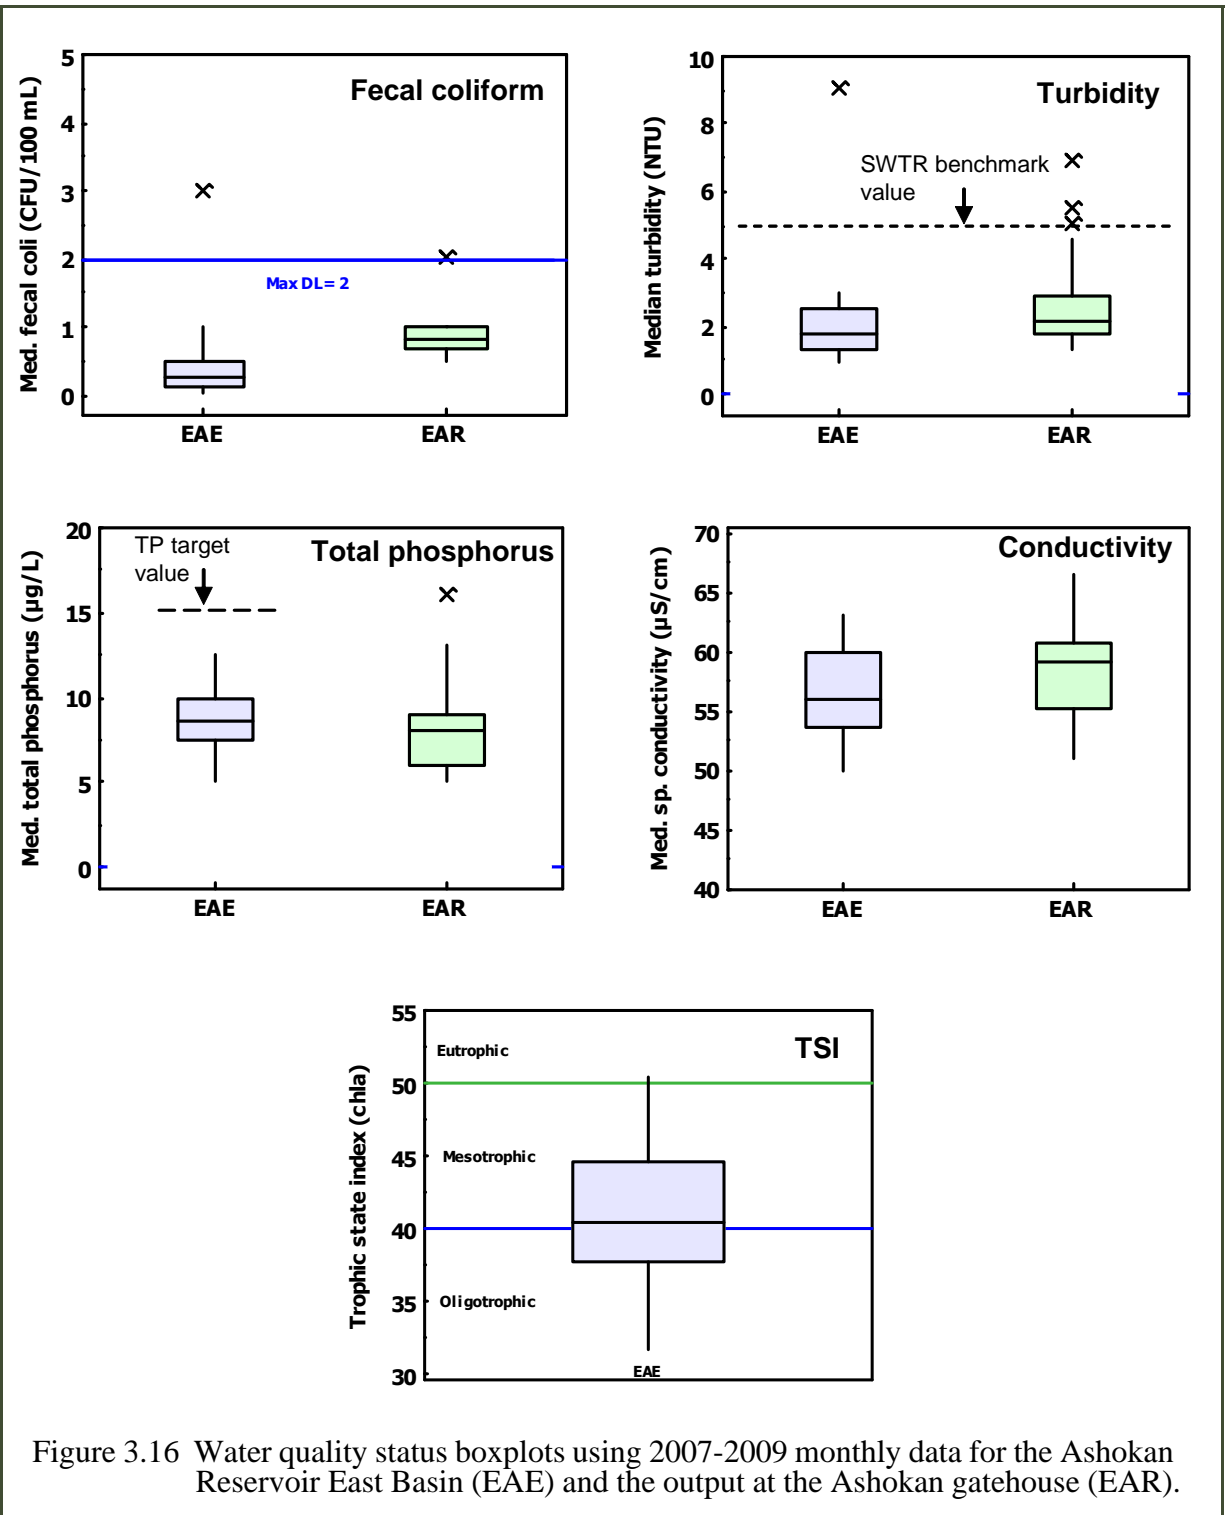 Fecal coliform
Med. fecal coli (CFU/100 mL)
5
4
3
2
1
0
Max DL= 2
EAE EAR
Turbidity
Median turbidity (NTU)
10
8
6
4
2
0
SWTR benchmark
value
EAE EAR
Total phosphorus
Med. total phosphorus (µg/L)
20
15
10
5
0
TP target
value
EAE EAR
Conductivity
Med. sp. conductivity (µS/cm)
70
65
60
55
50
45
40
EAE EAR
TSI
Trophic state index (chla)
55
50
45
40
35
30
Eutrophic
Mesotrophic
Oligotrophic
EAE
Figure 3.16 Water quality status boxplots using 2007-2009 monthly data for the Ashokan
Reservoir East Basin (EAE) and the output at the Ashokan gatehouse (EAR).